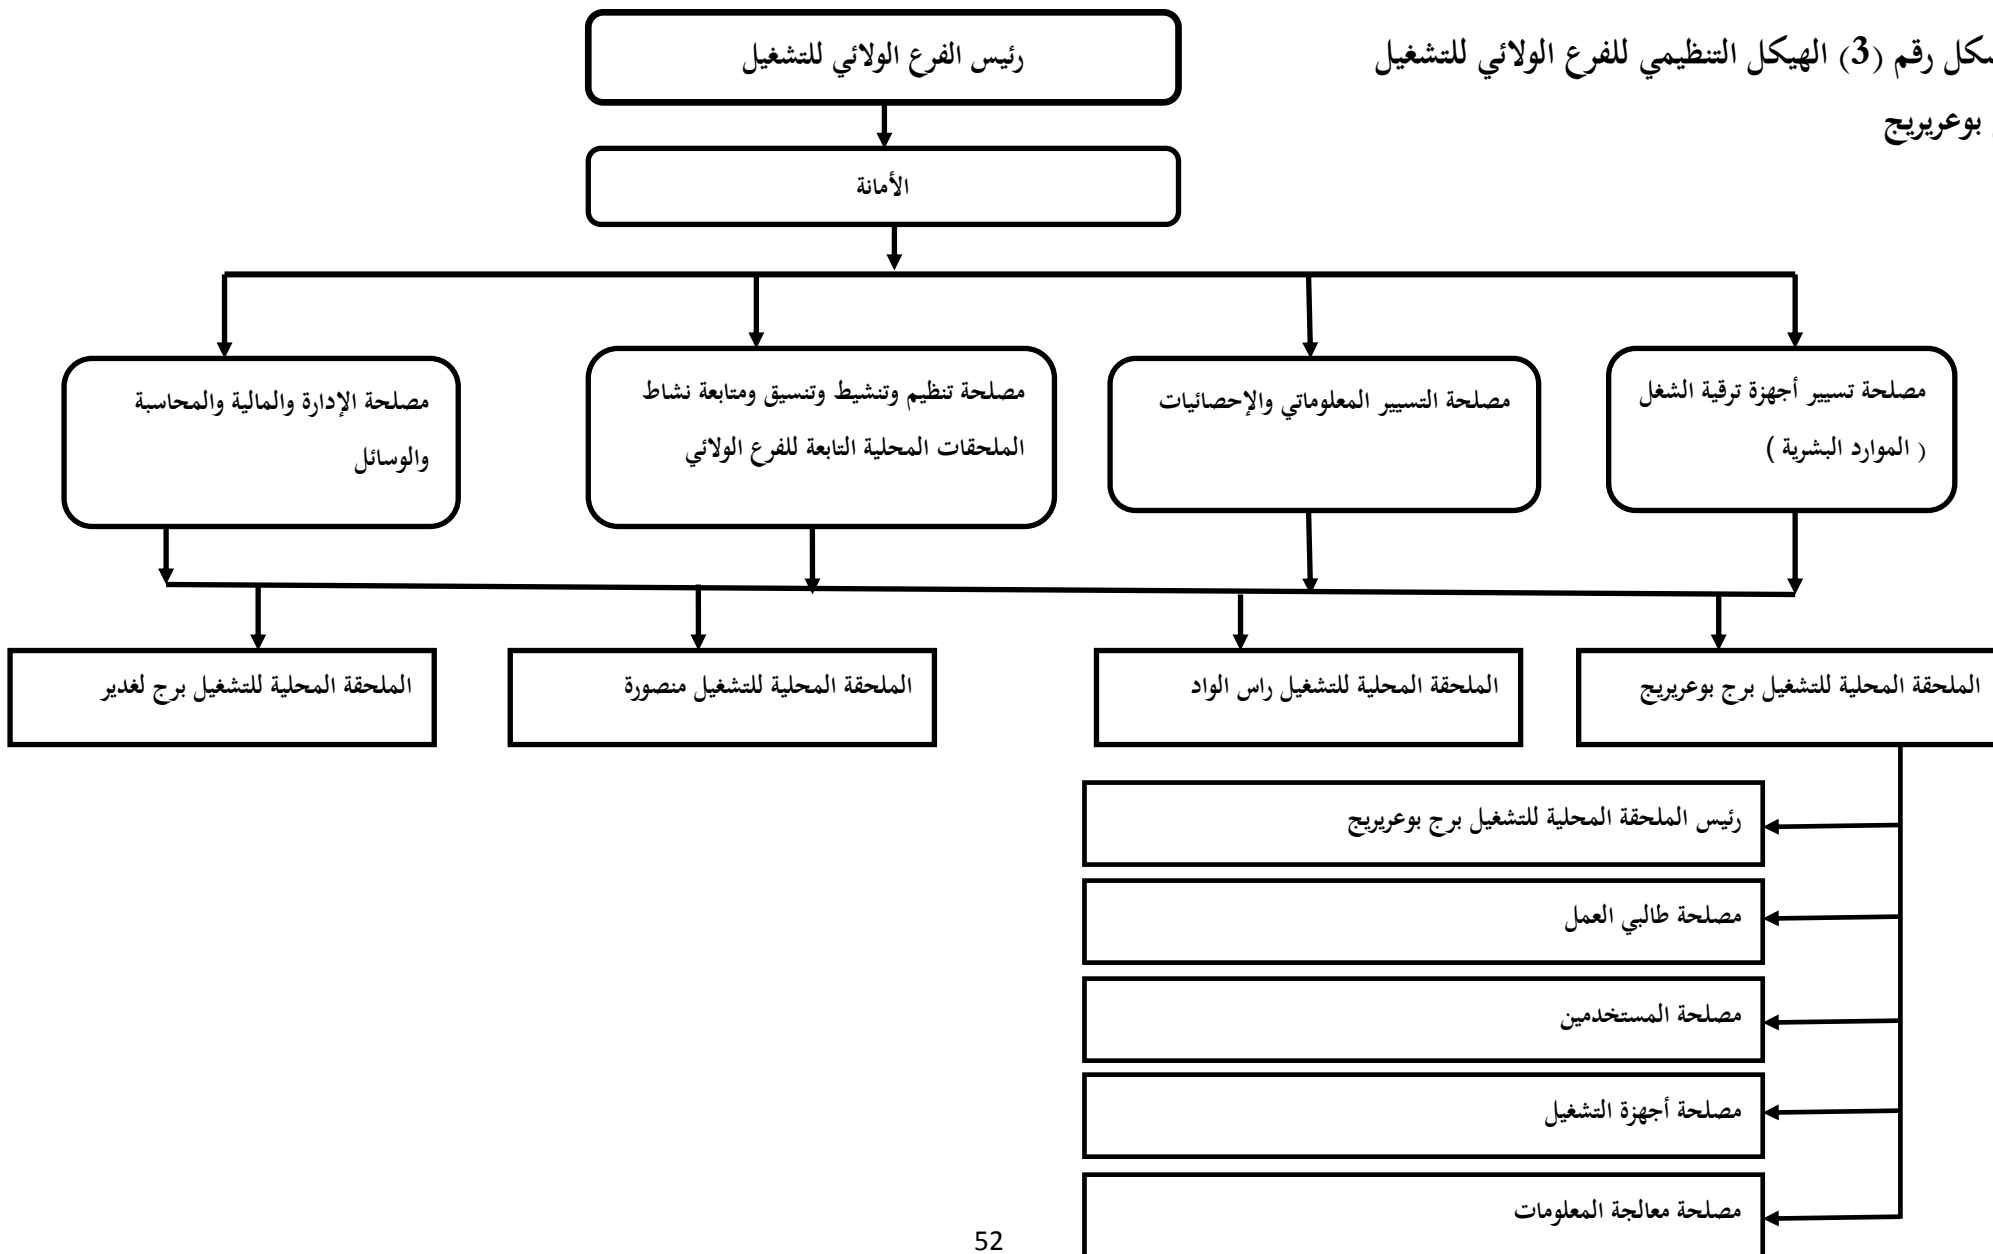 شكل رقم (3) الهيكل التنظيمي للفرع الولائي للتشغيل
بوعريريج
رئيس الفرع الولائي للتشغيل
الأمانة
مصلحة تسيير أجهزة ترقية الشغل
( الموارد البشرية )
مصلحة التسيير المعلوماتي والإحصائيات
مصلحة تنظيم وتنشيط وتنسيق ومتابعة نشاط
الملحقات المحلية التابعة للفرع الولائي
مصلحة الإدارة والمالية والمحاسبة
والوسائل
الملحقة المحلية للتشغيل برج بوعريريج
الملحقة المحلية للتشغيل راس الواد
الملحقة المحلية للتشغيل منصورة
الملحقة المحلية للتشغيل برج لغدير
رئيس الملحقة المحلية للتشغيل برج بوعريريج
مصلحة طالبي العمل
مصلحة المستخدمين
مصلحة أجهزة التشغيل
مصلحة معالجة المعلومات
52